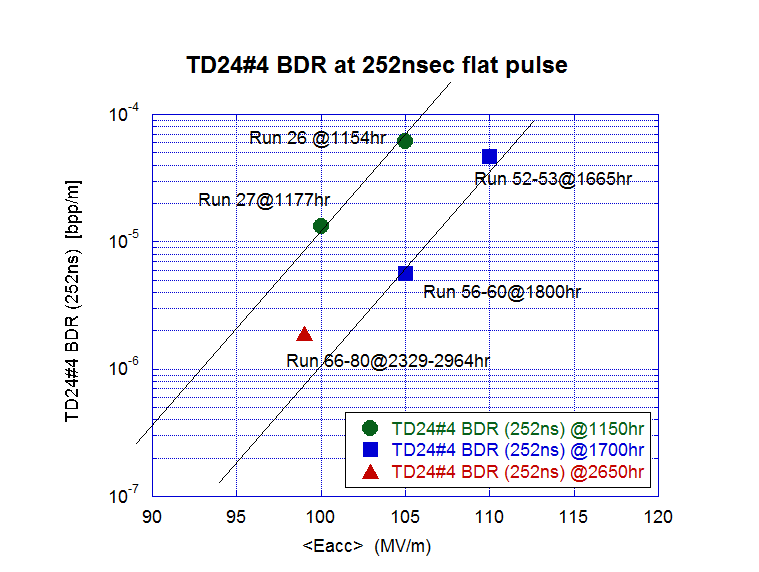 TD24#4 BDR at 252nsec flat pulse
10-4
Run 26 @1154hr
Run 52-53@1665hr
Run 27@1177hr
10-5
TD24#4 BDR (252ns) [bpp/m]
Run 56-60@1800hr
10-6
Run 66-80@2329-2964hr
TD24#4 BDR (252ns) @1150hr
TD24#4 BDR (252ns) @1700hr
TD24#4 BDR (252ns) @2650hr
10-7
90 95 100 105 110 115 120
<Eacc> (MV/m)